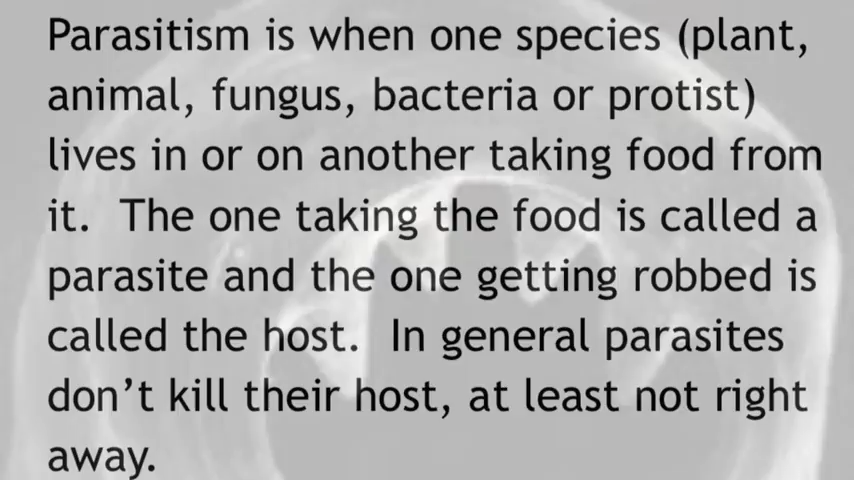 Parasitism is when one species (plant,
animal, fungus, bacteria or protist)
lives in or on another taking food from
it.  The one taking the food is called a
parasite and the one getting robbed is
called the host.  In general parasites
don’t kill their host, at least not right
away.